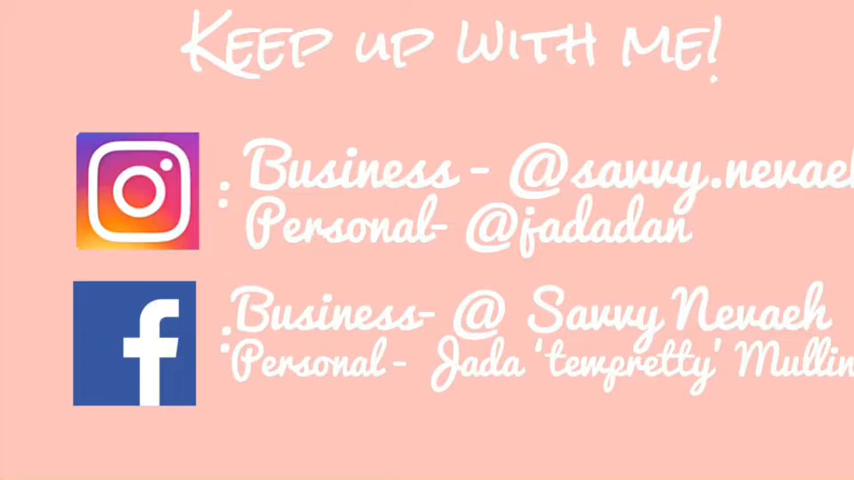 Keep up with me!
: Business - @savvy.nevaeh
Personal- @jadadan
: Business- @ Savvy Nevaeh
Personal - Jada 'tewpretty' Mullin